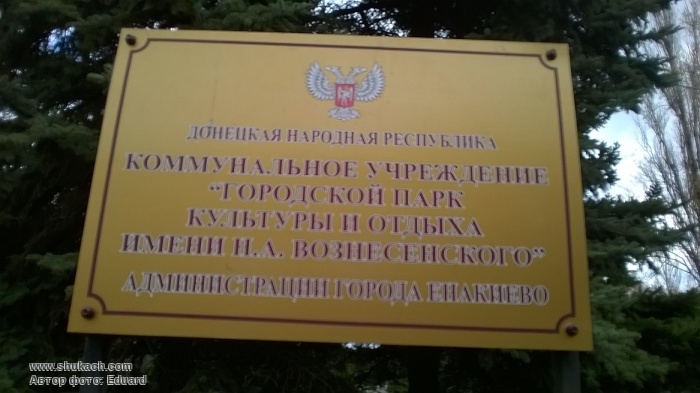 ДОНЕЦКАЯ НАРОДНАЯ РЕСПУБЛИКА
КОММУНАЛЬНОЕ УЧРЕЖДЕНИЕ
"ГОРОДСКОЙ ПАРК
КУЛЬТУРЫ И ОТДЫХА
ИМЕНИ Н.А. ВОЗНЕСЕНСКОГО"
АДМИНИСТРАЦИИ ГОРОДА ЕНАКИЕВО
www.shukach.com
Автор фото: Eduard